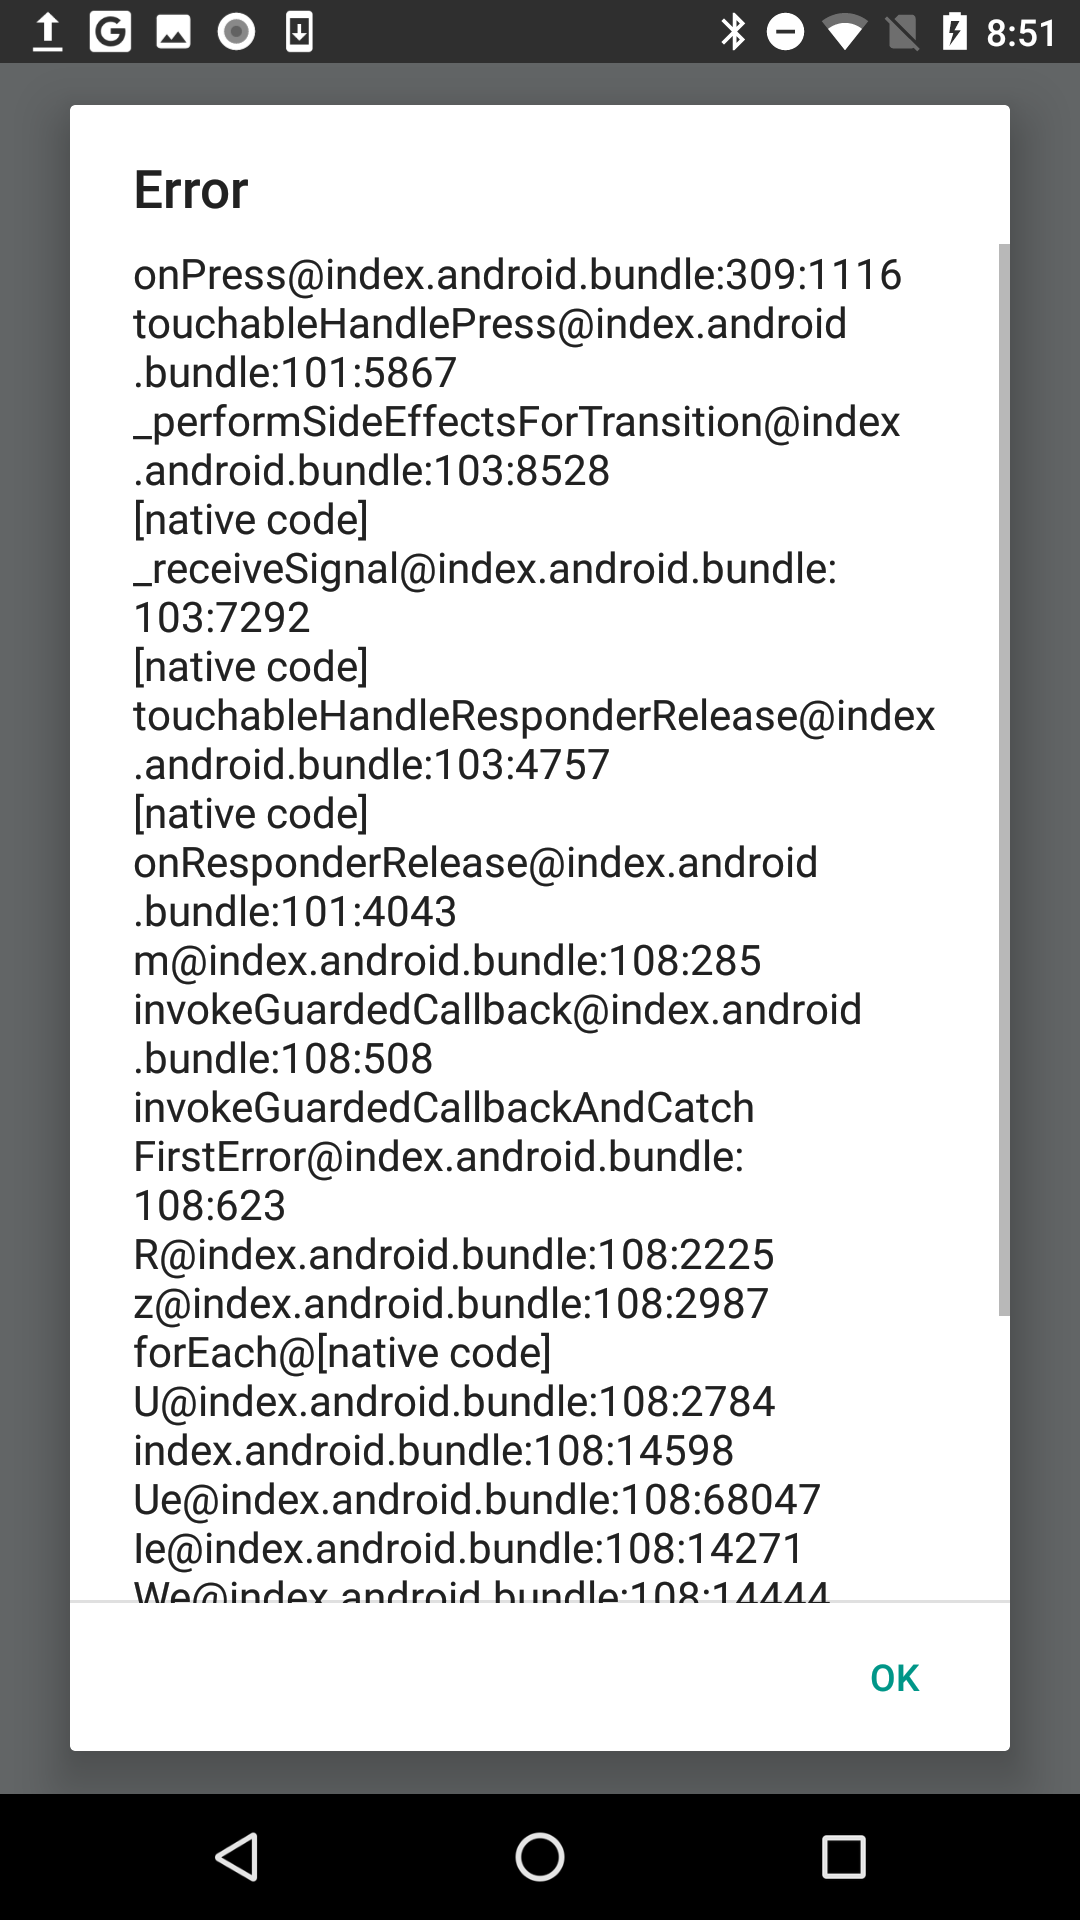 8:51
Error
onPress@index.android.bundle:309:1116
touchableHandlePress@index.android
.bundle:101:5867
_performSideEffectsForTransition@index
.android.bundle:103:8528
[native code]
_receiveSignal@index.android.bundle:
103:7292
[native code]
touchableHandleResponderRelease@index
.android.bundle:103:4757
[native code]
onResponderRelease@index.android
.bundle:101:4043
m@index.android.bundle:108:285
invokeGuardedCallback@index.android
.bundle:108:508
invokeGuardedCallbackAndCatch
FirstError@index.android.bundle:
108:623
R@index.android.bundle:108:2225
z@index.android.bundle:108:2987
forEach@[native code]
U@index.android.bundle:108:2784
index.android.bundle:108:14598
Ue@index.android.bundle:108:68047
Ie@index.android.bundle:108:14271
We@index.android.bundle:108:14444
OK